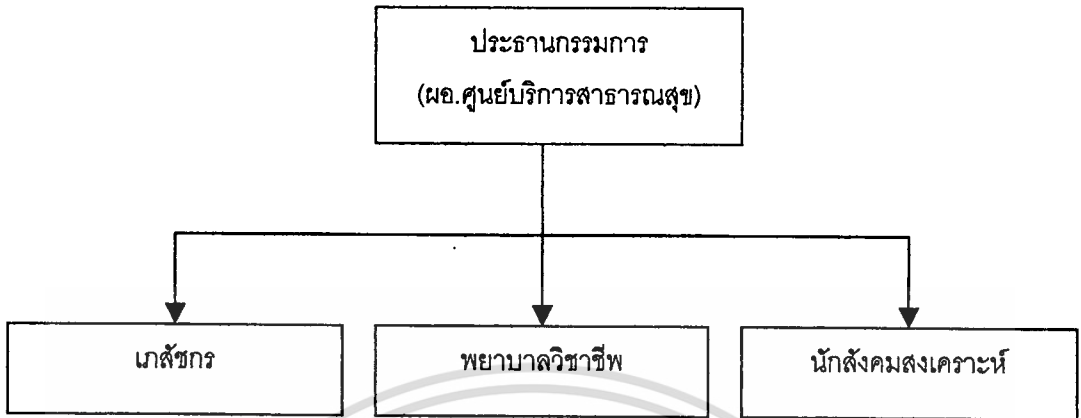 ประธานกรรมการ
(ผอ.ศูนย์บริการสาธารณสุข)
เภสัชกร
พยาบาลวิชาชีพ
นักสังคมสงเคราะห์